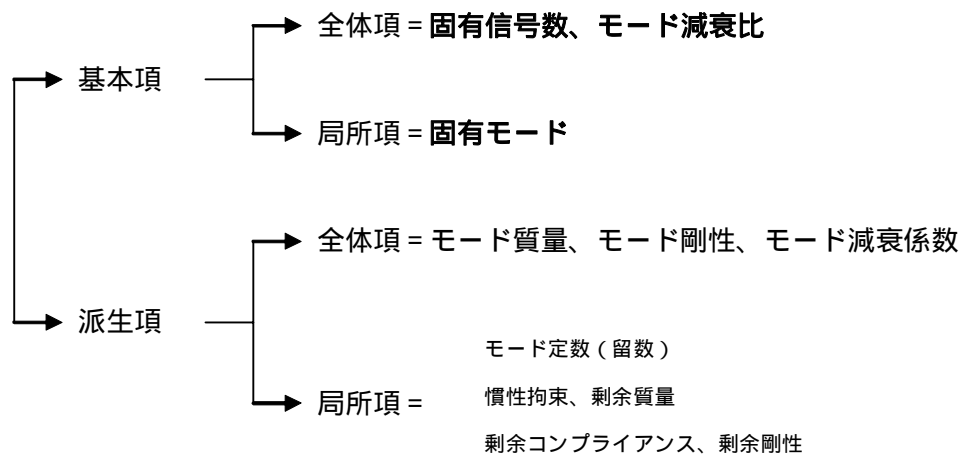 全体項 = 固有信号数、モード減衰比
基本項
局所項 = 固有モード
全体項 = モード質量、モード剛性、モード減衰係数
派生項
モード定数（留数）
局所項 =
慣性拘束、剰余質量
剰余コンプライアンス、剰余剛性